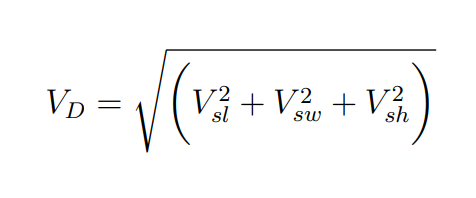 $V_D = \sqrt{\left(V_{sl}^2 + V_{sw}^2 + V_{sh}^2\right)}$